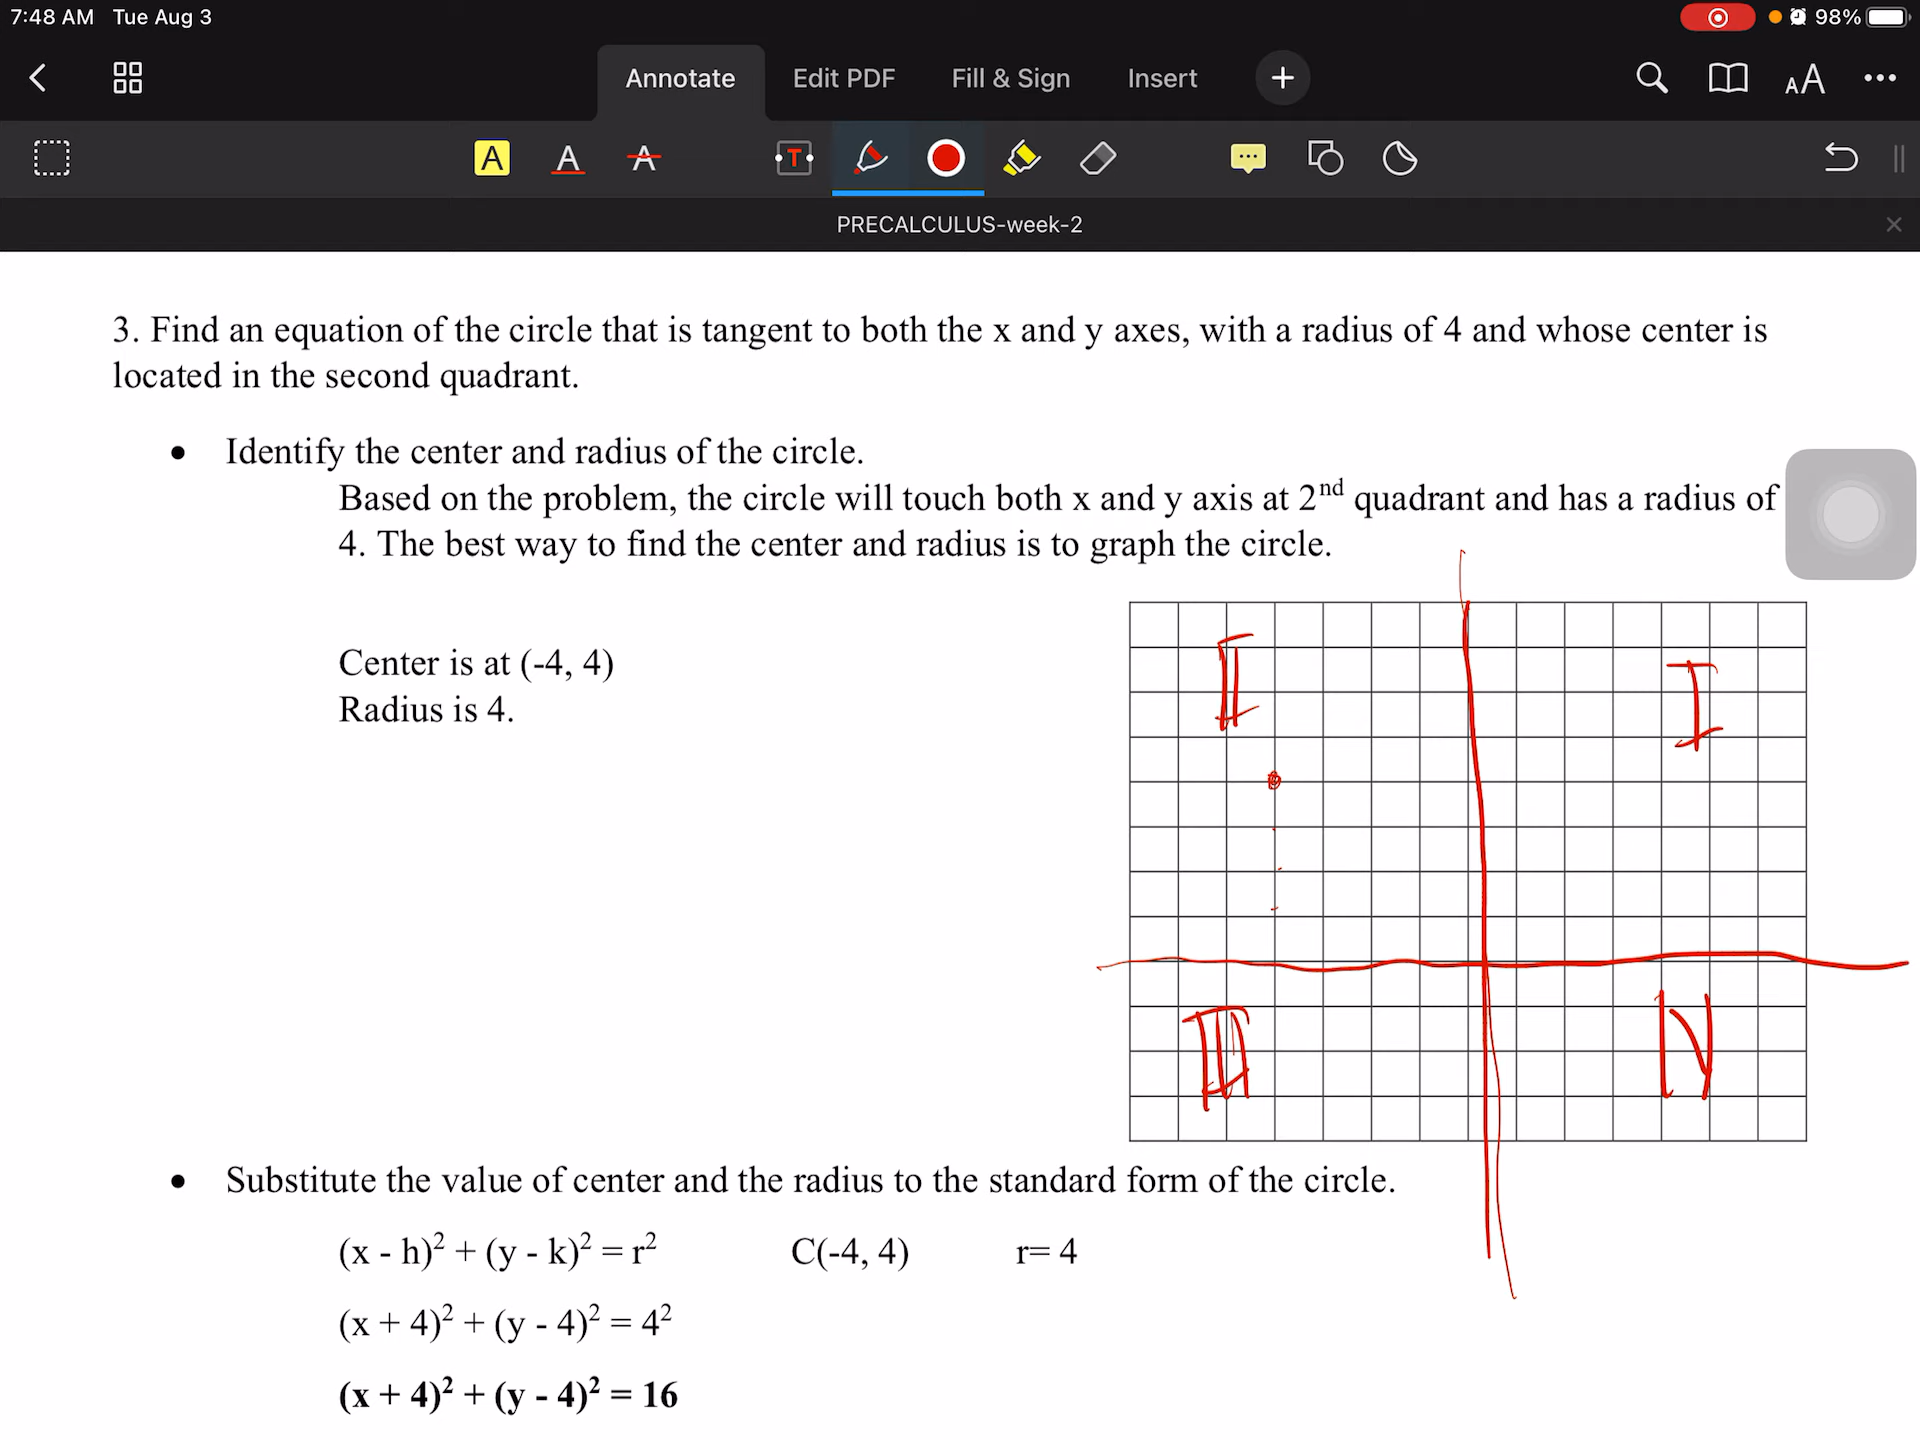 7:48 AM Tue Aug 3 98%
Annotate Edit PDF Fill & Sign Insert + AA
A A A T
PRECALCULUS-week-2
3. Find an equation of the circle that is tangent to both the x and y axes, with a radius of 4 and whose center is
located in the second quadrant.
• Identify the center and radius of the circle.
Based on the problem, the circle will touch both x and y axis at 2nd quadrant and has a radius of
4. The best way to find the center and radius is to graph the circle.
Center is at (-4, 4)
Radius is 4.
II I
III IV
• Substitute the value of center and the radius to the standard form of the circle.
(x - h)² + (y - k)² = r² C(-4, 4) r= 4
(x + 4)² + (y - 4)² = 4²
(x + 4)² + (y - 4)² = 16